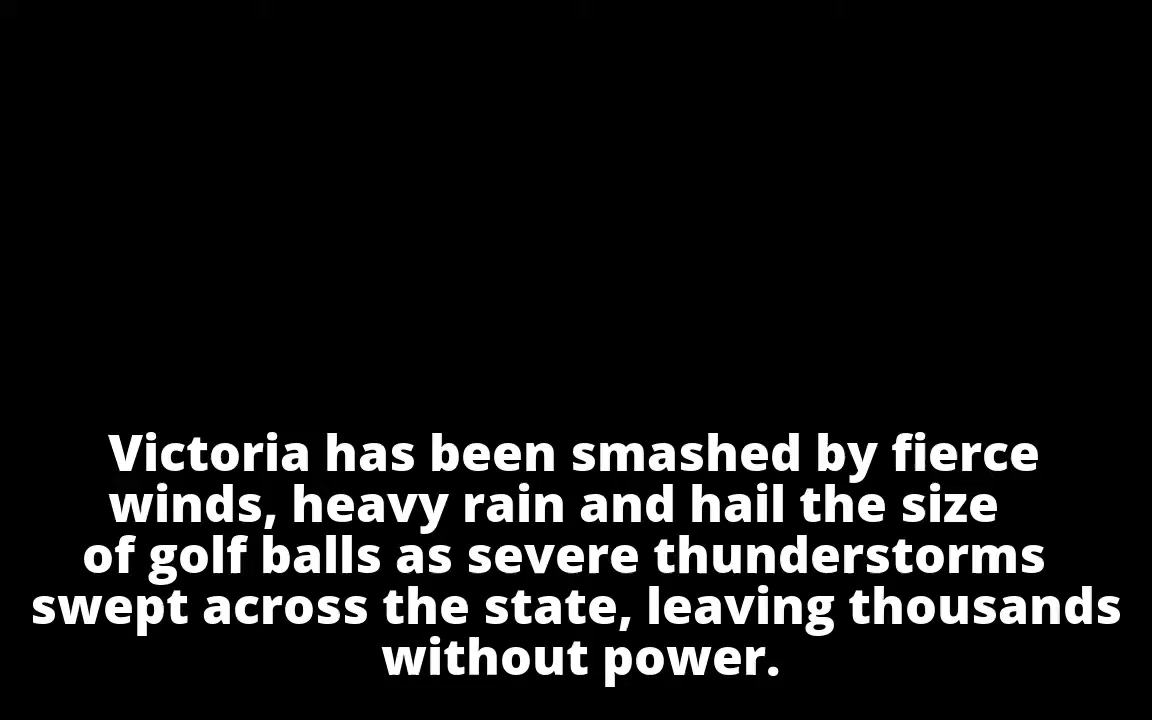 Victoria has been smashed by fierce
winds, heavy rain and hail the size
of golf balls as severe thunderstorms
swept across the state, leaving thousands
without power.